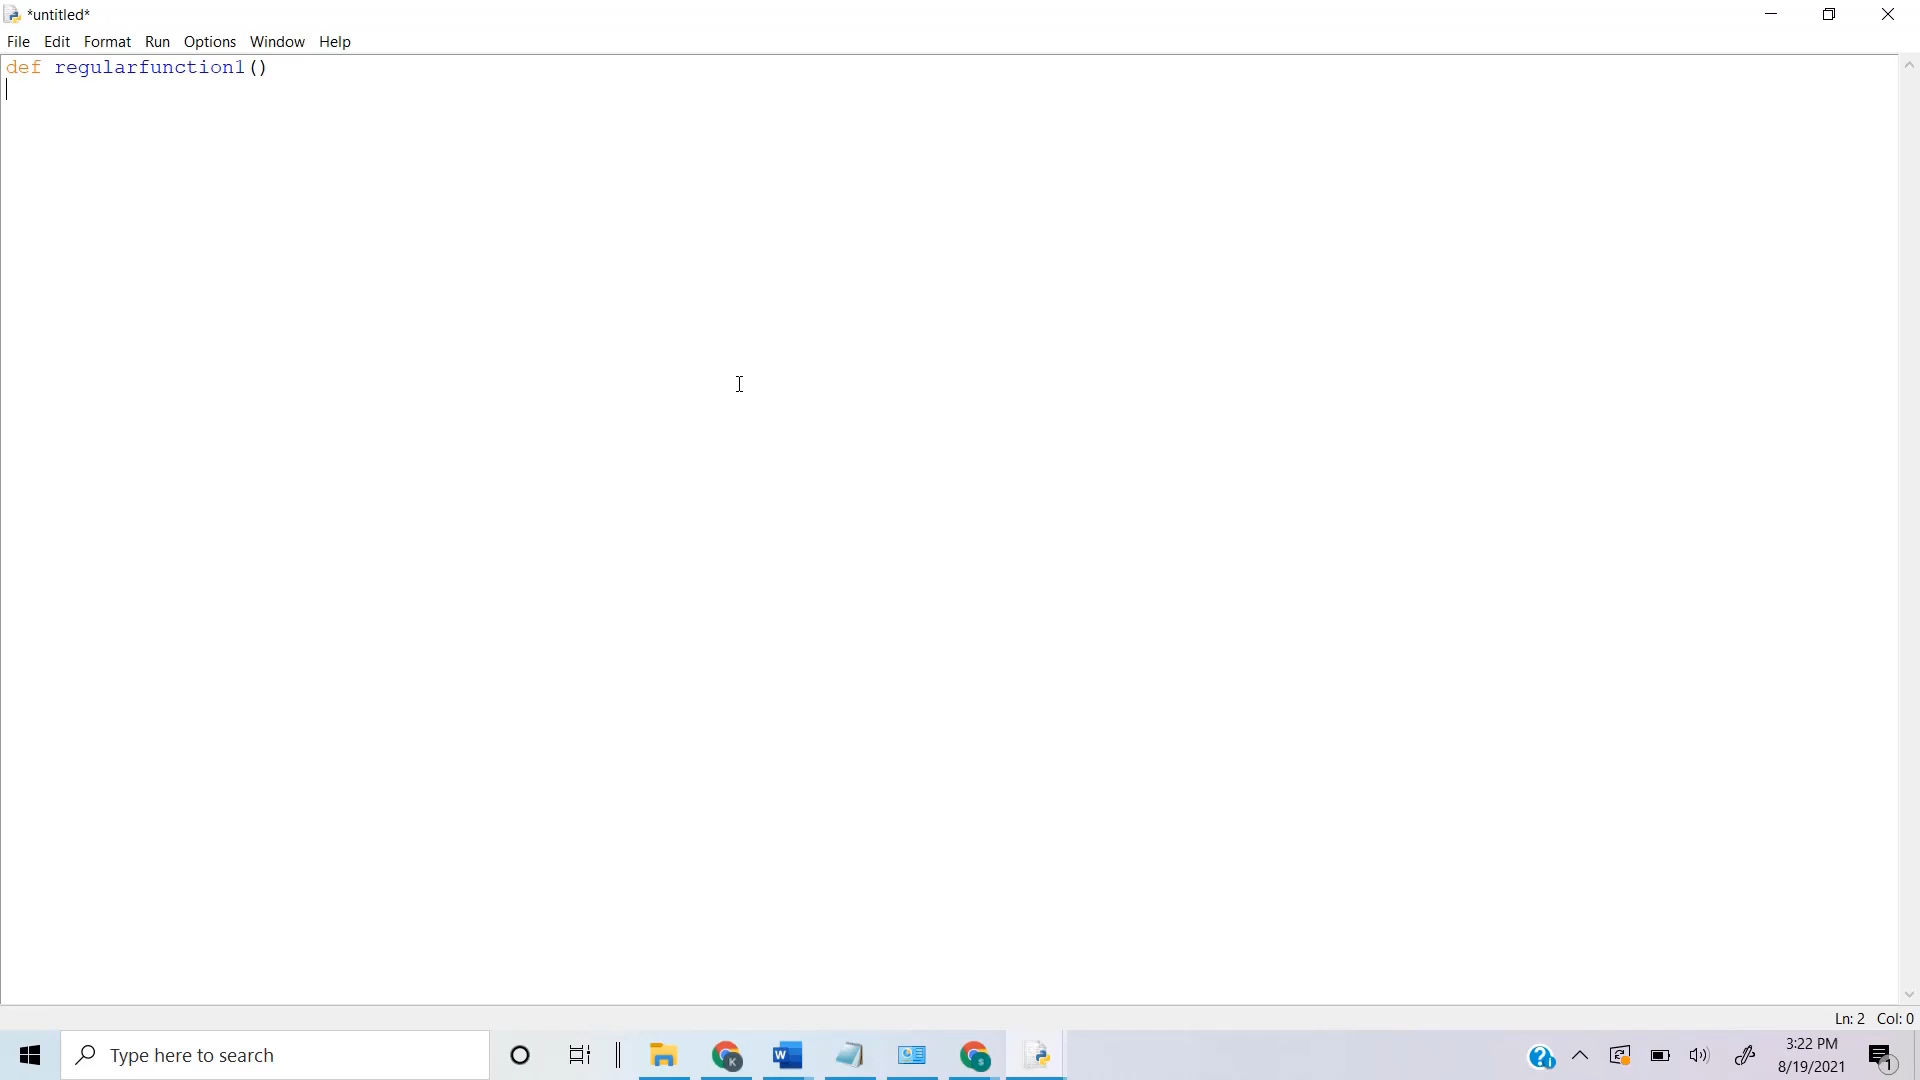 *untitled*
File Edit Format Run Options Window Help
def regularfunction1()
Ln: 2 Col: 0
Type here to search
3:22 PM
8/19/2021
1